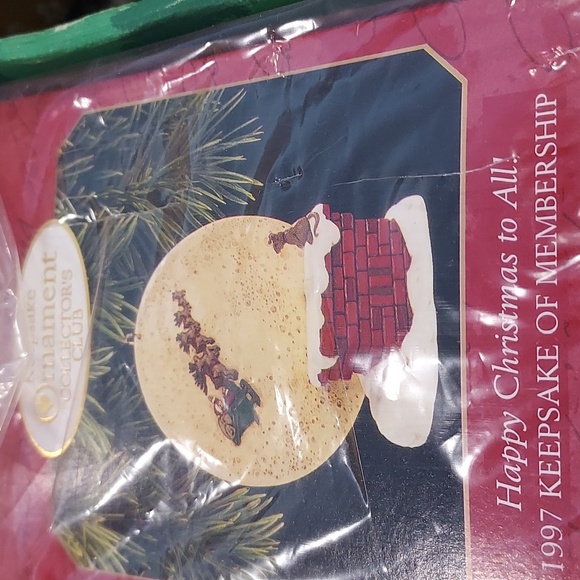 Ornament
COLLECTOR'S
CLUB
Happy Christmas to All!
1997 KEEPSAKE OF MEMBERSHIP